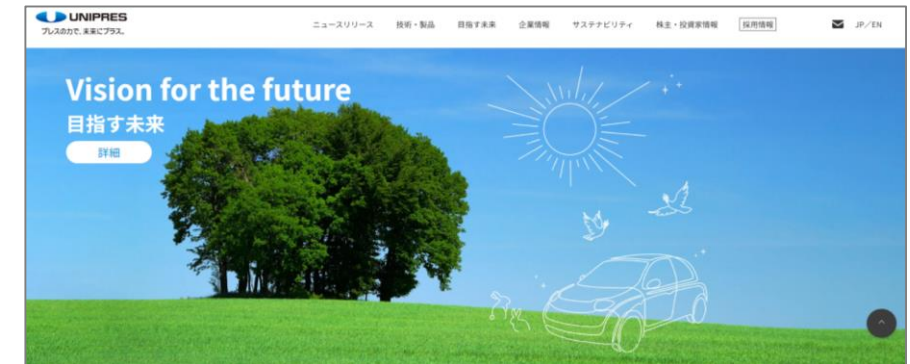 UNIPRES
プレスの力で、未来にプラス。
ニュースリリース 技術・製品 目指す未来 企業情報 サステナビリティ 株主・投資家情報 採用情報 JP/EN
Vision for the future
目指す未来
詳細